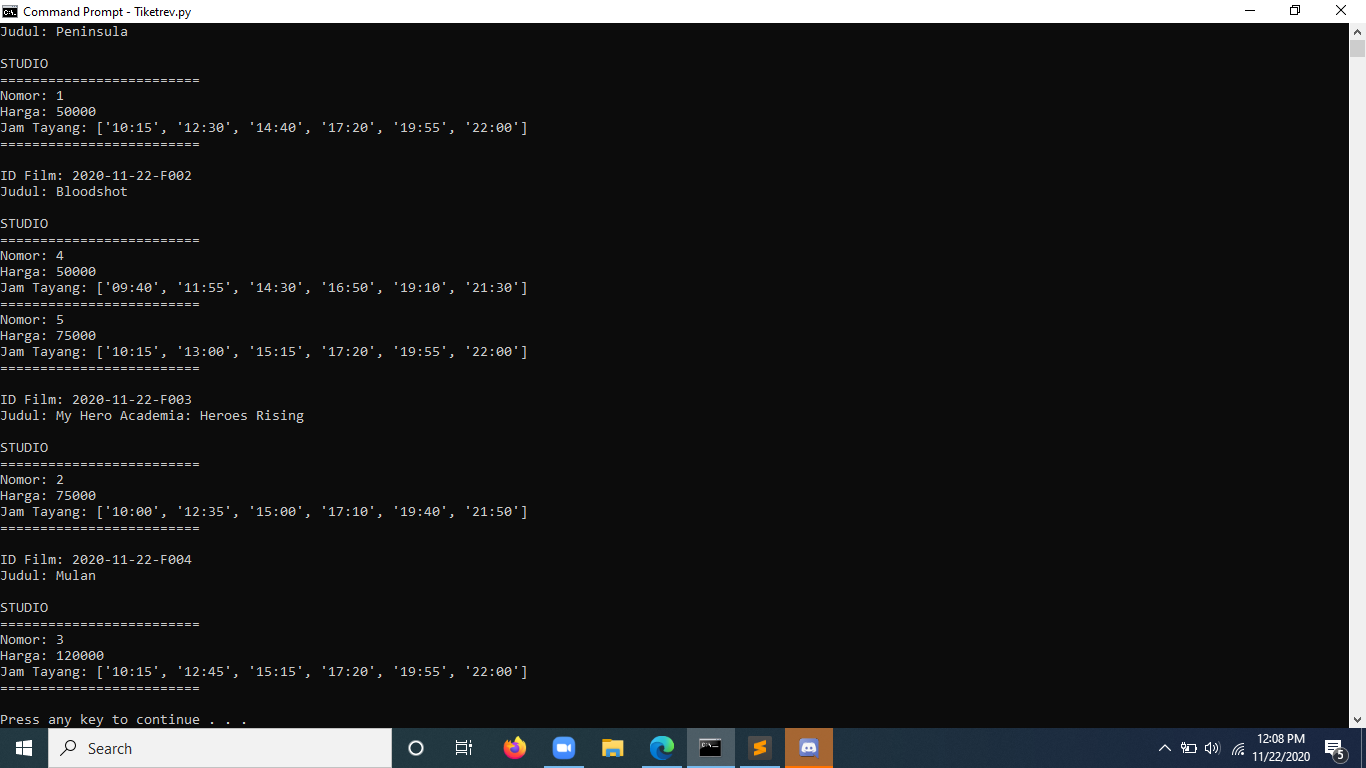 Command Prompt - Tiketrev.py
Judul: Peninsula
STUDIO
=========================
Nomor: 1
Harga: 50000
Jam Tayang: ['10:15', '12:30', '14:40', '17:20', '19:55', '22:00']
=========================
ID Film: 2020-11-22-F002
Judul: Bloodshot
STUDIO
=========================
Nomor: 4
Harga: 50000
Jam Tayang: ['09:40', '11:55', '14:30', '16:50', '19:10', '21:30']
=========================
Nomor: 5
Harga: 75000
Jam Tayang: ['10:15', '13:00', '15:15', '17:20', '19:55', '22:00']
=========================
ID Film: 2020-11-22-F003
Judul: My Hero Academia: Heroes Rising
STUDIO
=========================
Nomor: 2
Harga: 75000
Jam Tayang: ['10:00', '12:35', '15:00', '17:10', '19:40', '21:50']
=========================
ID Film: 2020-11-22-F004
Judul: Mulan
STUDIO
=========================
Nomor: 3
Harga: 120000
Jam Tayang: ['10:15', '12:45', '15:15', '17:20', '19:55', '22:00']
=========================
Press any key to continue . . .
Search
12:08 PM
11/22/2020
5